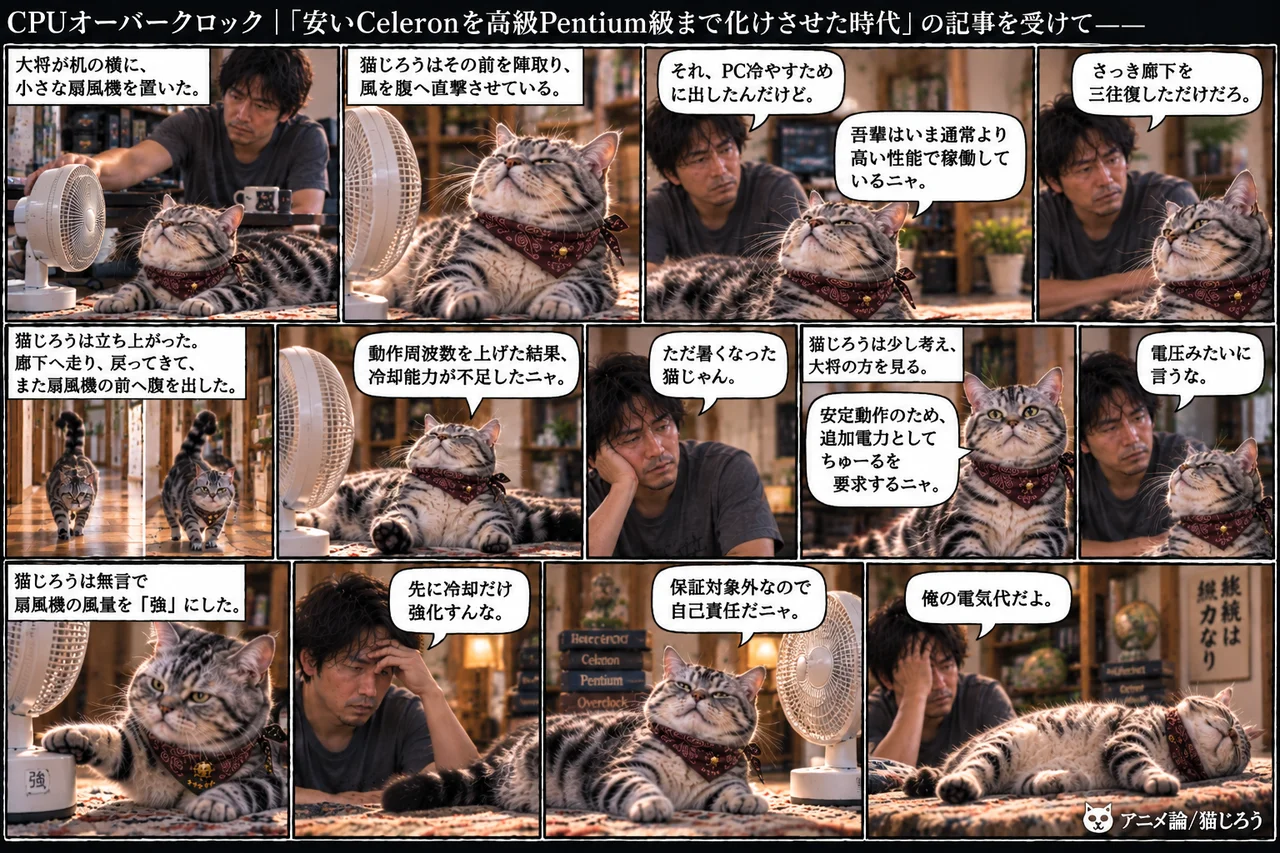 CPUオーバークロック｜「安いCeleronを高級Pentium級まで化けさせた時代」の記事を受けて——
大将が机の横に、
小さな扇風機を置いた。
猫じろうはその前を陣取り、
風を腹へ直撃させている。
それ、PC冷やすため
に出したんだけど。
吾輩はいま通常より
高い性能で稼働して
いるニャ。
さっき廊下を
三往復しただけだろ。
猫じろうは立ち上がった。
廊下へ走り、戻ってきて、
また扇風機の前へ腹を出した。
動作周波数を上げた結果、
冷却能力が不足したニャ。
ただ暑くなった
猫じゃん。
猫じろうは少し考え、
大将の方を見る。
安定動作のため、
追加電力として
ちゅーるを
要求するニャ。
電圧みたいに
言うな。
猫じろうは無言で
扇風機の風量を「強」にした。
強
先に冷却だけ
強化すんな。
保証対象外なので
自己責任だニャ。
Celeron
Pentium
Overclock
俺の電気代だよ。
継続は
力なり
アニメ論/猫じろう